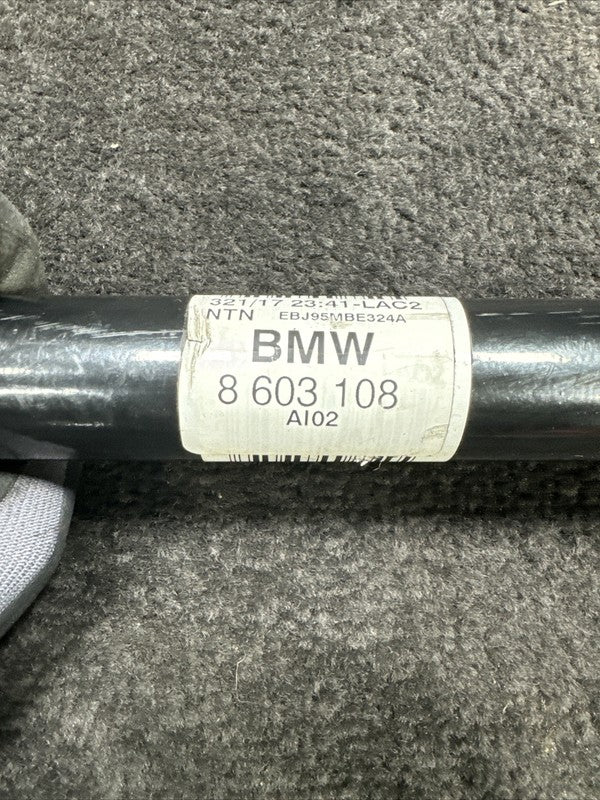 321/17 23:41-LAC2
NTN EBJ95MBE324A
BMW
8 603 108
AI02